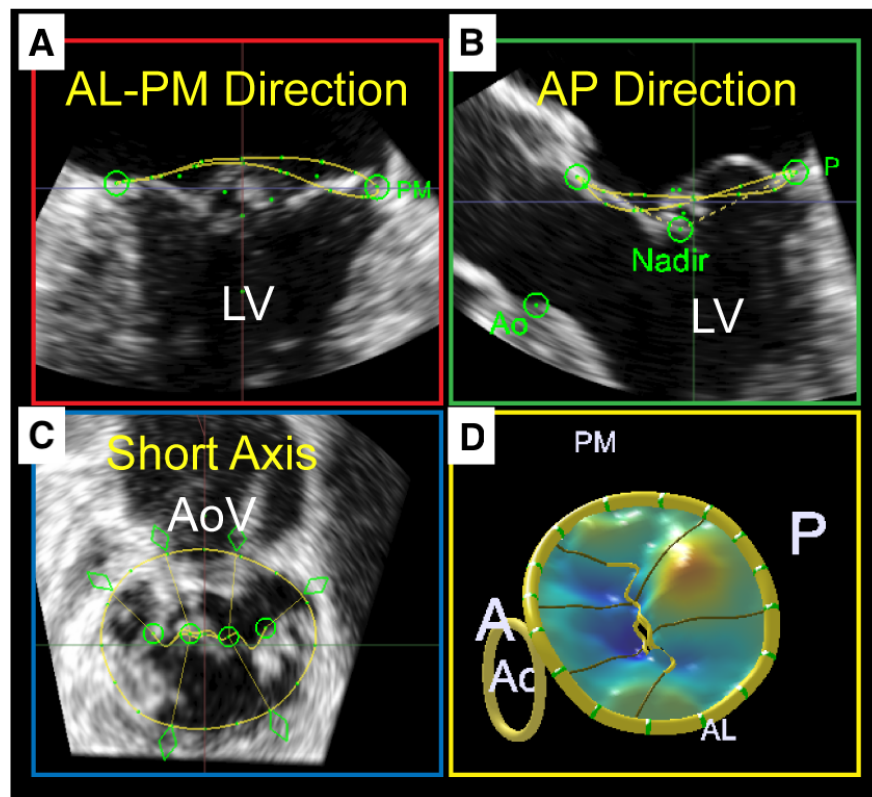 A
AL-PM Direction
PM
LV
B
AP Direction
P
Nadir
Ao
LV
C
Short Axis
AoV
D
PM
P
A
Ao
AL